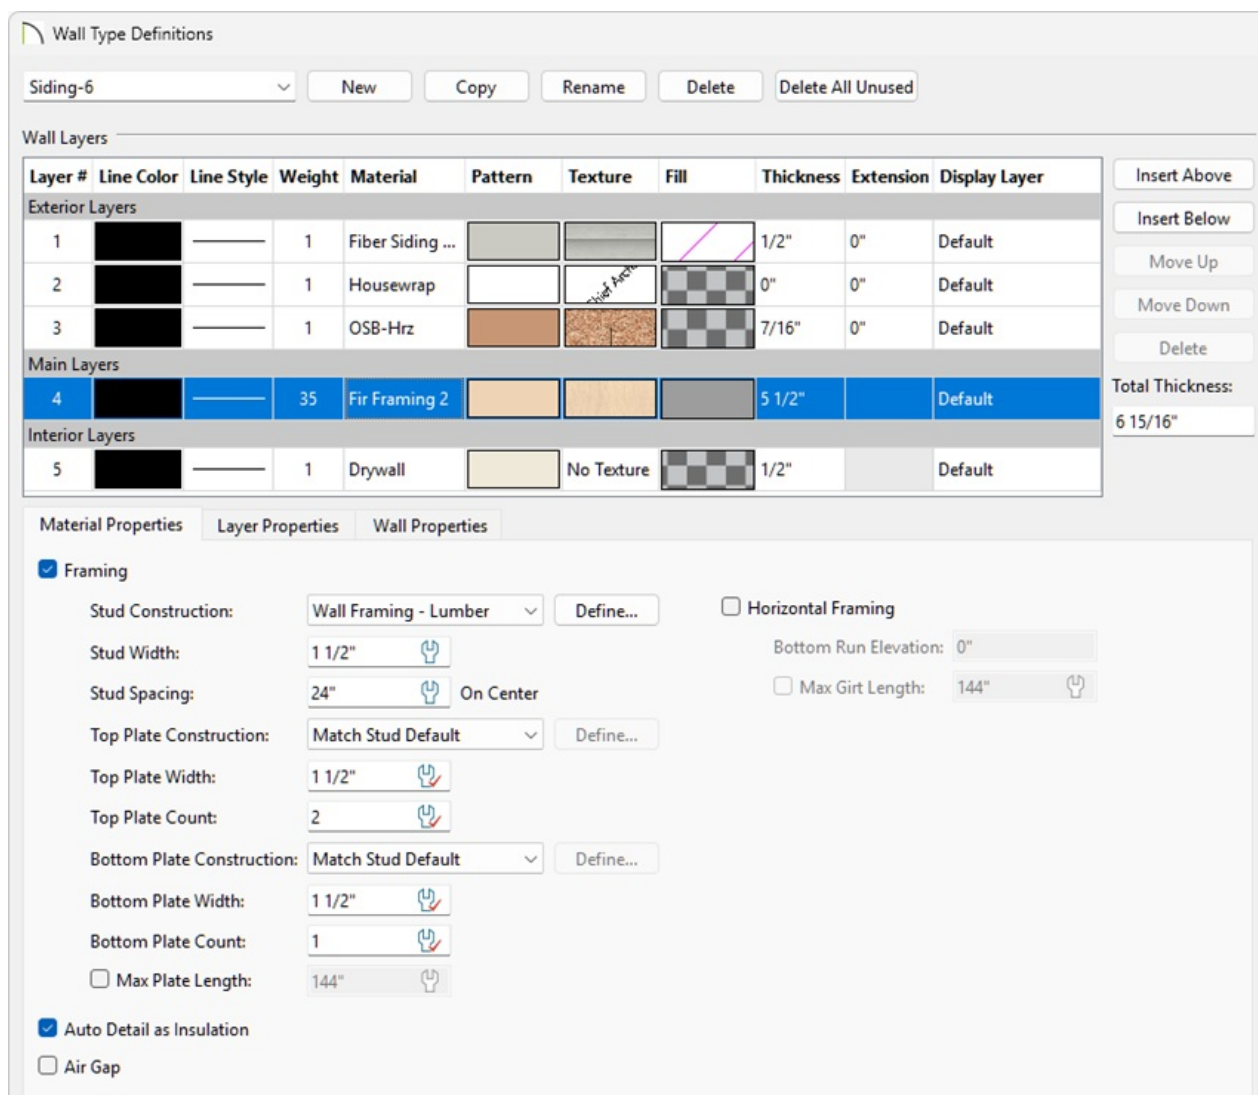 Wall Type Definitions
Siding-6 New Copy Rename Delete Delete All Unused
Wall Layers
Layer # Line Color Line Style Weight Material Pattern Texture Fill Thickness Extension Display Layer Insert Above
Exterior Layers
Insert Below
1 1 Fiber Siding ... 1/2" 0" Default
Move Up
2 1 Housewrap Chief Arch 0" 0" Default
Move Down
3 1 OSB-Hrz 7/16" 0" Default
Delete
Main Layers
Total Thickness:
4 35 Fir Framing 2 5 1/2" Default
6 15/16"
Interior Layers
5 1 Drywall No Texture 1/2" Default
Material Properties Layer Properties Wall Properties
Framing
Stud Construction: Wall Framing - Lumber Define... Horizontal Framing
Stud Width: 1 1/2" Bottom Run Elevation: 0"
Stud Spacing: 24" On Center Max Girt Length: 144"
Top Plate Construction: Match Stud Default Define...
Top Plate Width: 1 1/2"
Top Plate Count: 2
Bottom Plate Construction: Match Stud Default Define...
Bottom Plate Width: 1 1/2"
Bottom Plate Count: 1
Max Plate Length: 144"
Auto Detail as Insulation
Air Gap